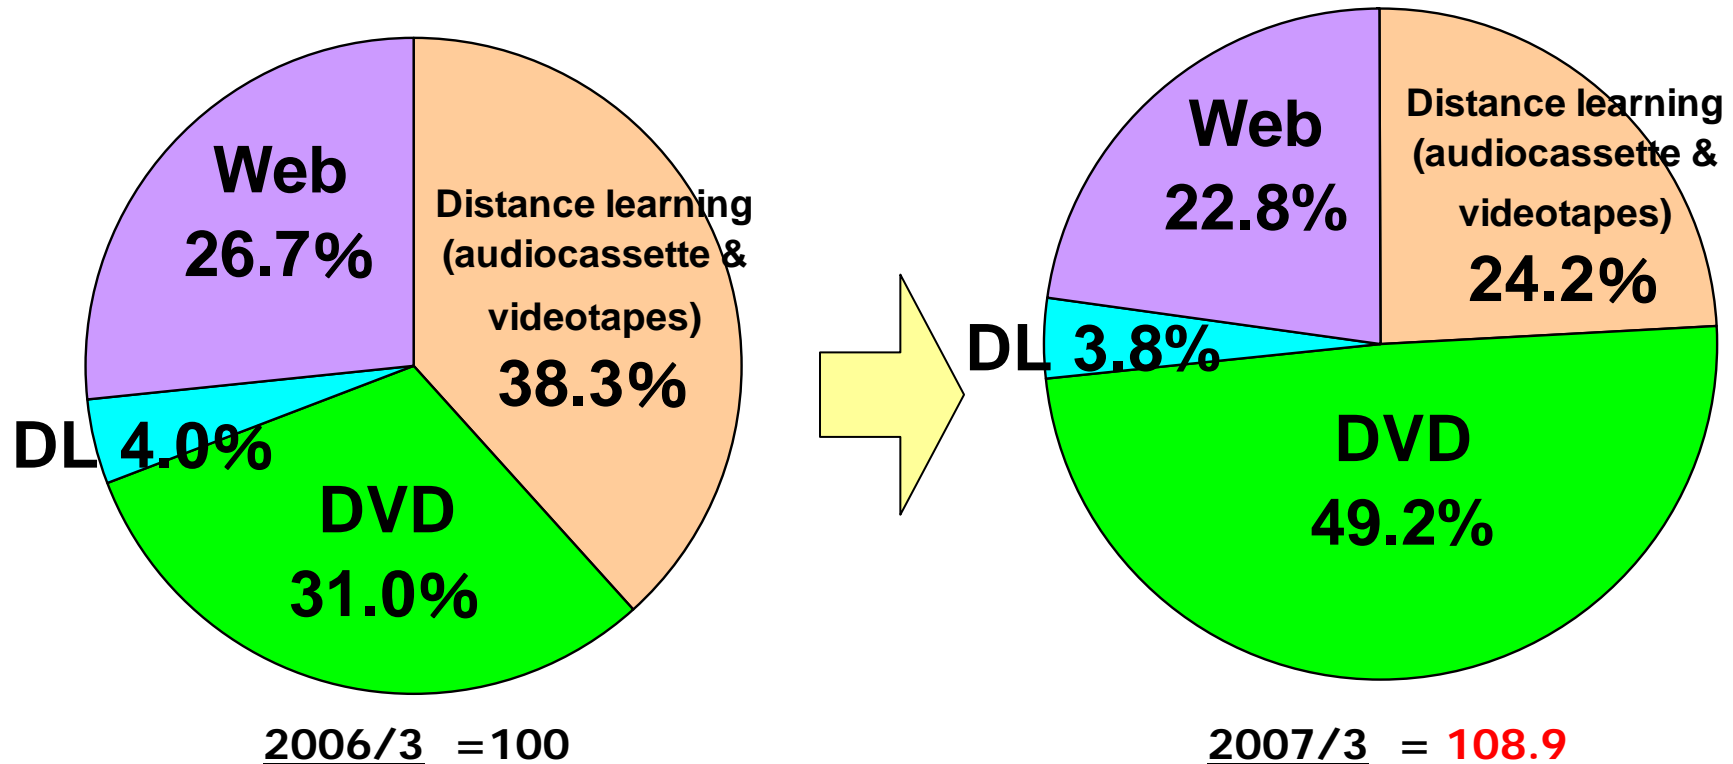 Web
26.7%
Distance learning
(audiocassette &
videotapes)
38.3%
DL 4.0%
DVD
31.0%
2006/3 =100
Web
22.8%
Distance learning
(audiocassette &
videotapes)
24.2%
DL 3.8%
DVD
49.2%
2007/3 = 108.9